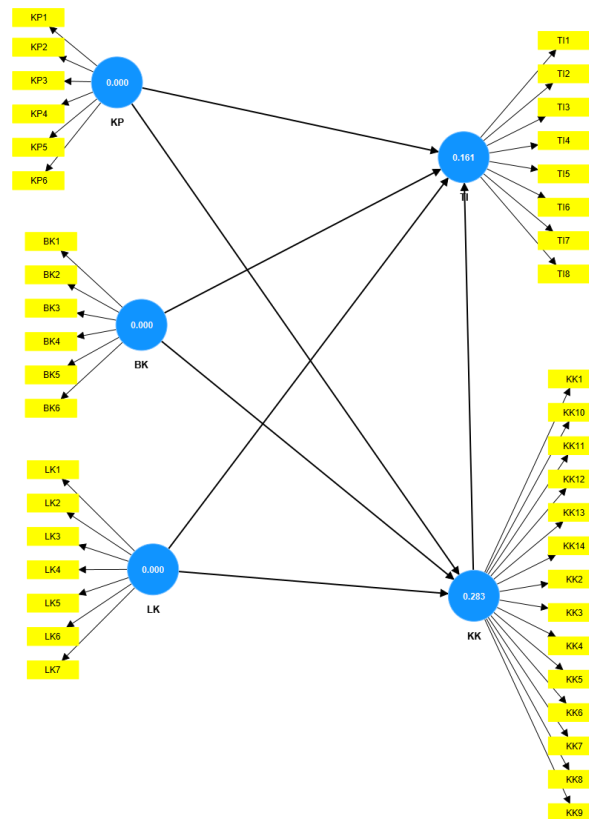 KP1
KP2
KP3
KP4
KP5
KP6
0.000
KP
TI1
TI2
TI3
TI4
TI5
TI6
TI7
TI8
0.161
TI
BK1
BK2
BK3
BK4
BK5
BK6
0.000
BK
LK1
LK2
LK3
LK4
LK5
LK6
LK7
0.000
LK
KK1
KK10
KK11
KK12
KK13
KK14
KK2
KK3
KK4
KK5
KK6
KK7
KK8
KK9
0.283
KK